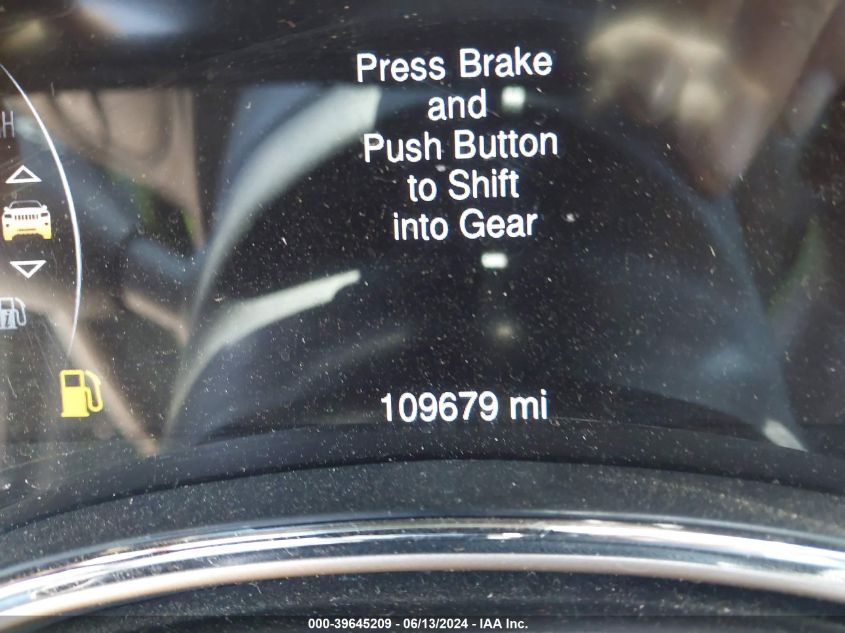 Press Brake
and
Push Button
to Shift
into Gear
109679 mi
000-39645209 - 06/13/2024 - IAA Inc.